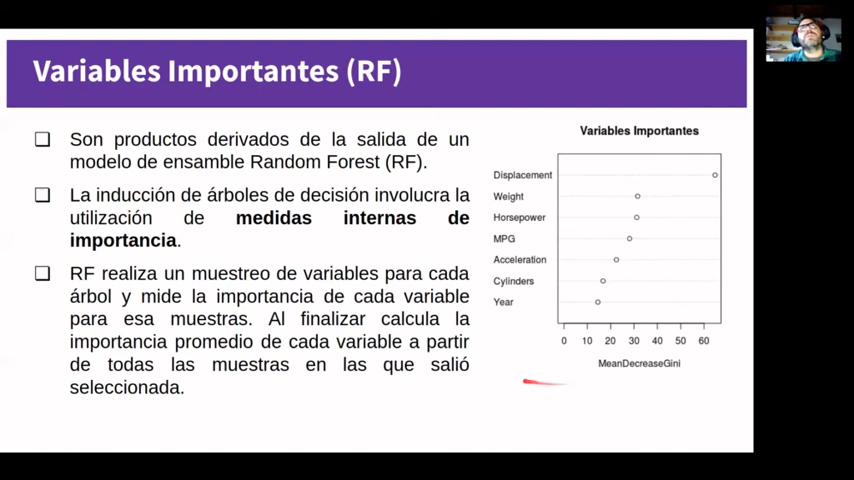 Variables Importantes (RF)
❑ Son productos derivados de la salida de un
modelo de ensamble Random Forest (RF).
❑ La inducción de árboles de decisión involucra la
utilización de medidas internas de
importancia.
❑ RF realiza un muestreo de variables para cada
árbol y mide la importancia de cada variable
para esa muestras. Al finalizar calcula la
importancia promedio de cada variable a partir
de todas las muestras en las que salió
seleccionada.
Variables Importantes
Displacement
Weight
Horsepower
MPG
Acceleration
Cylinders
Year
0 10 20 30 40 50 60
MeanDecreaseGini